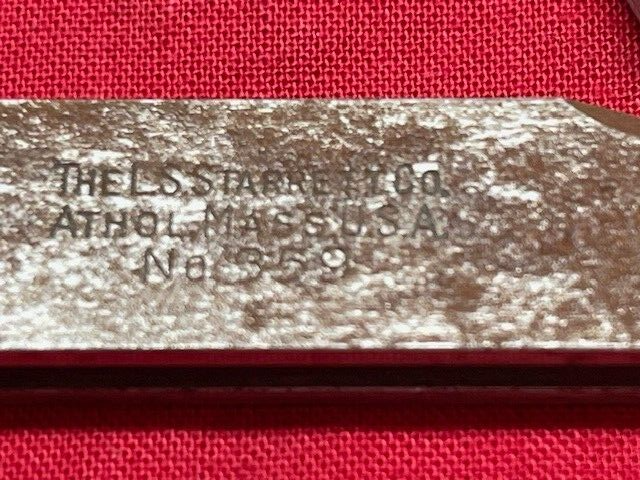 THE L.S. STARRETT CO.
ATHOL, MASS U.S.A.
No. 359